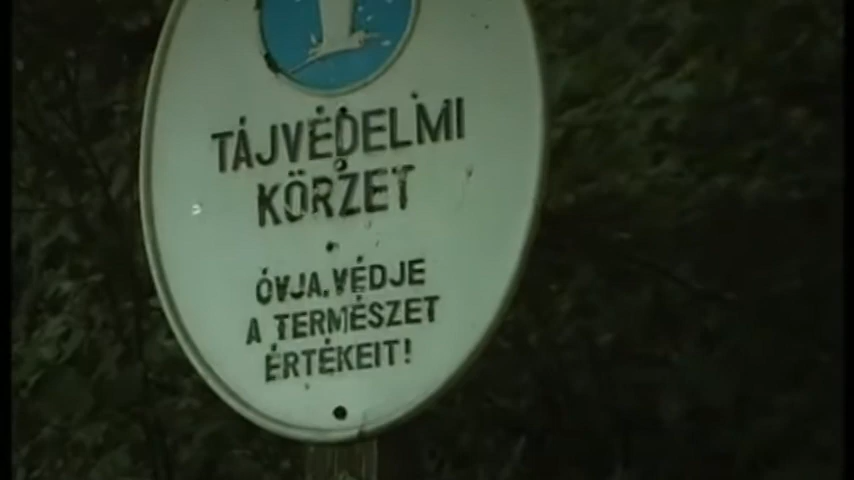 TÁJVÉDELMI
KÖRZET
ÓVJA, VÉDJE
A TERMÉSZET
ÉRTÉKEIT!